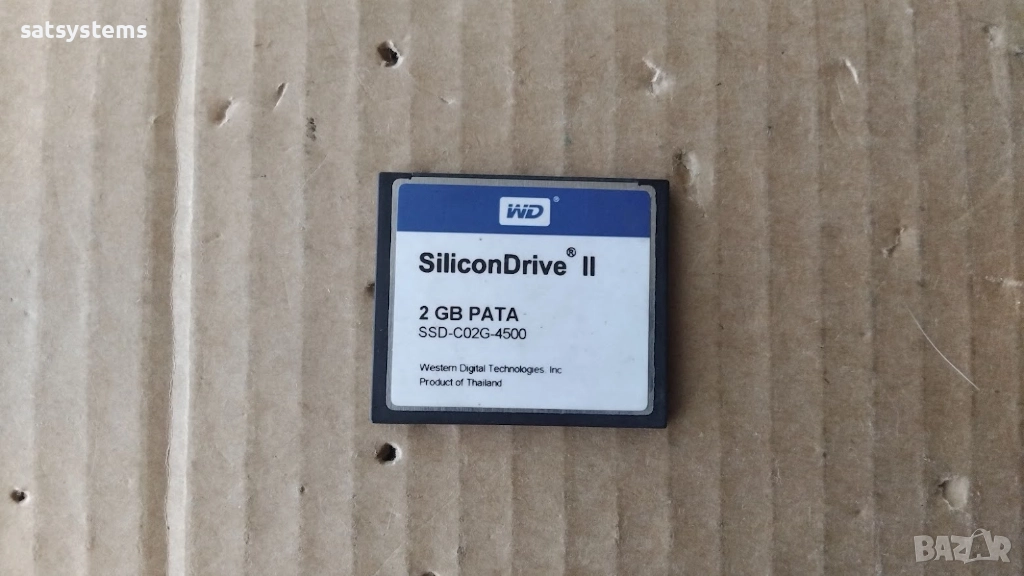 satsystems
WD®
SiliconDrive® II
2 GB PATA
SSD-C02G-4500
Western Digital Technologies. Inc
Product of Thailand
BAZAR